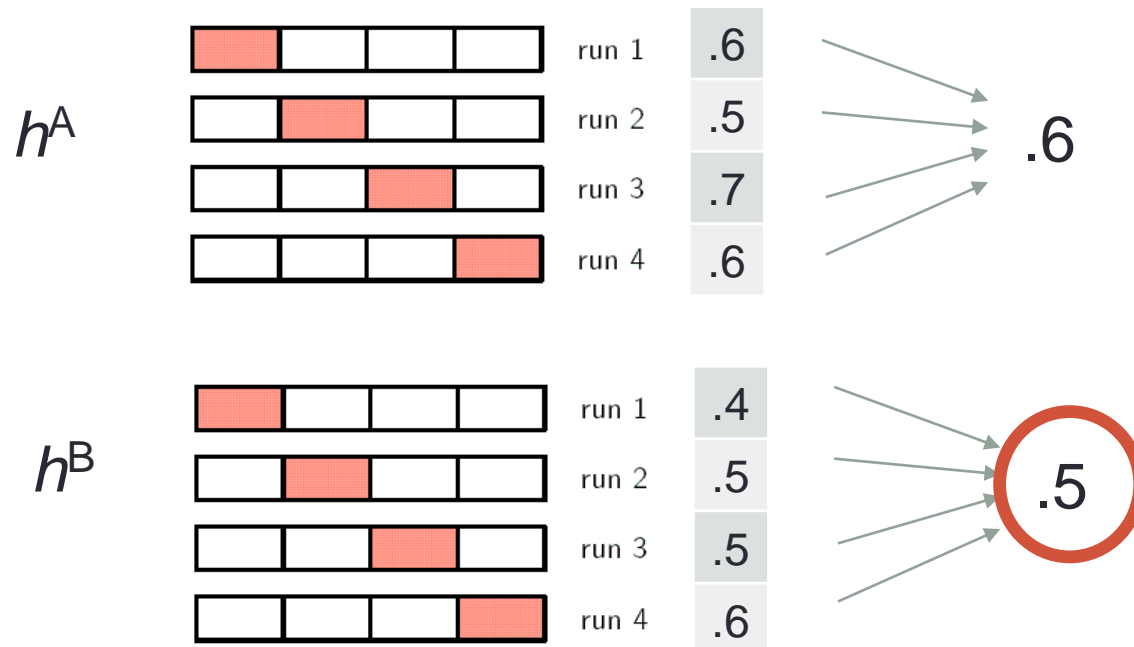 run 1 .6
run 2 .5
hᴬ
.6
run 3 .7
run 4 .6
run 1 .4
hᴮ
run 2 .5
.5
run 3 .5
run 4 .6